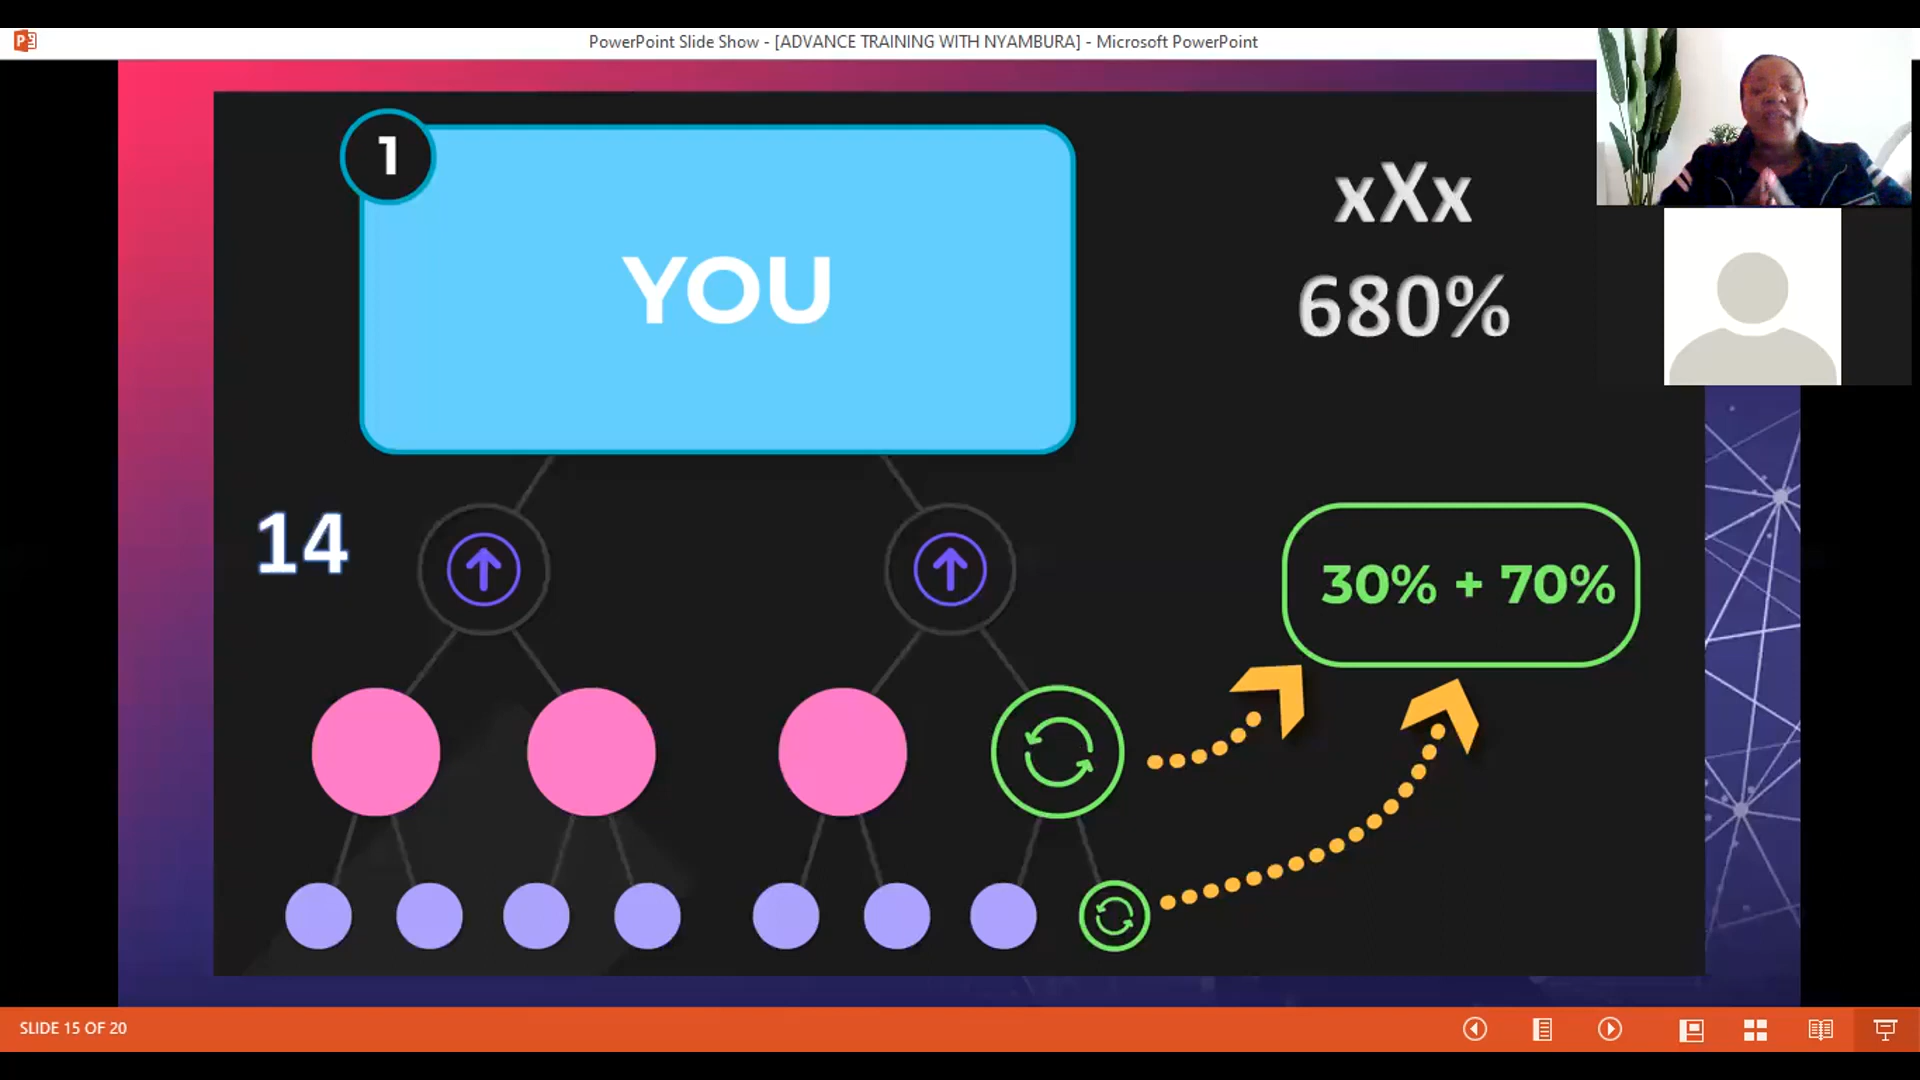 PowerPoint Slide Show - [ADVANCE TRAINING WITH NYAMBURA] - Microsoft PowerPoint
1
YOU
xXx
680%
14
30% + 70%
SLIDE 15 OF 20